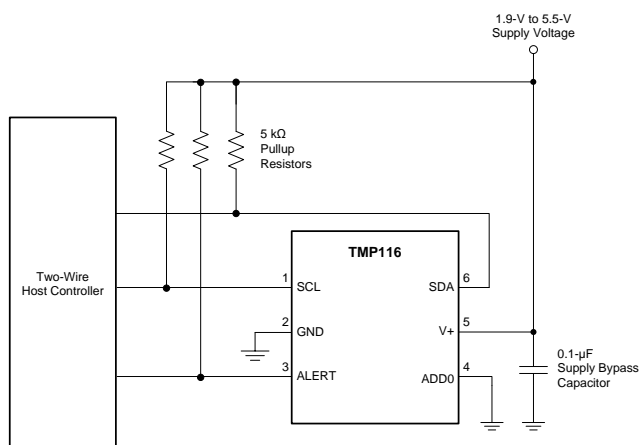 1.9-V to 5.5-V
Supply Voltage
5 kΩ
Pullup
Resistors
Two-Wire
Host Controller
TMP116
1
SCL
2
GND
3
ALERT
SDA
6
V+
5
ADD0
4
0.1-µF
Supply Bypass
Capacitor